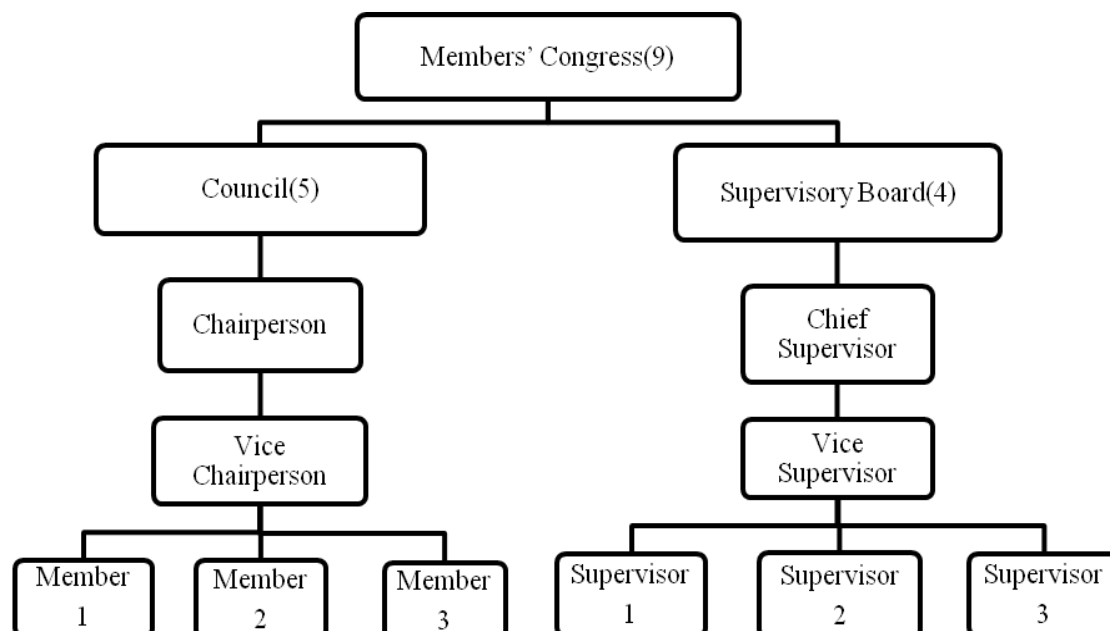 Members’ Congress(9)
Council(5)
Supervisory Board(4)
Chairperson
Chief
Supervisor
Vice
Chairperson
Vice
Supervisor
Member
1
Member
2
Member
3
Supervisor
1
Supervisor
2
Supervisor
3